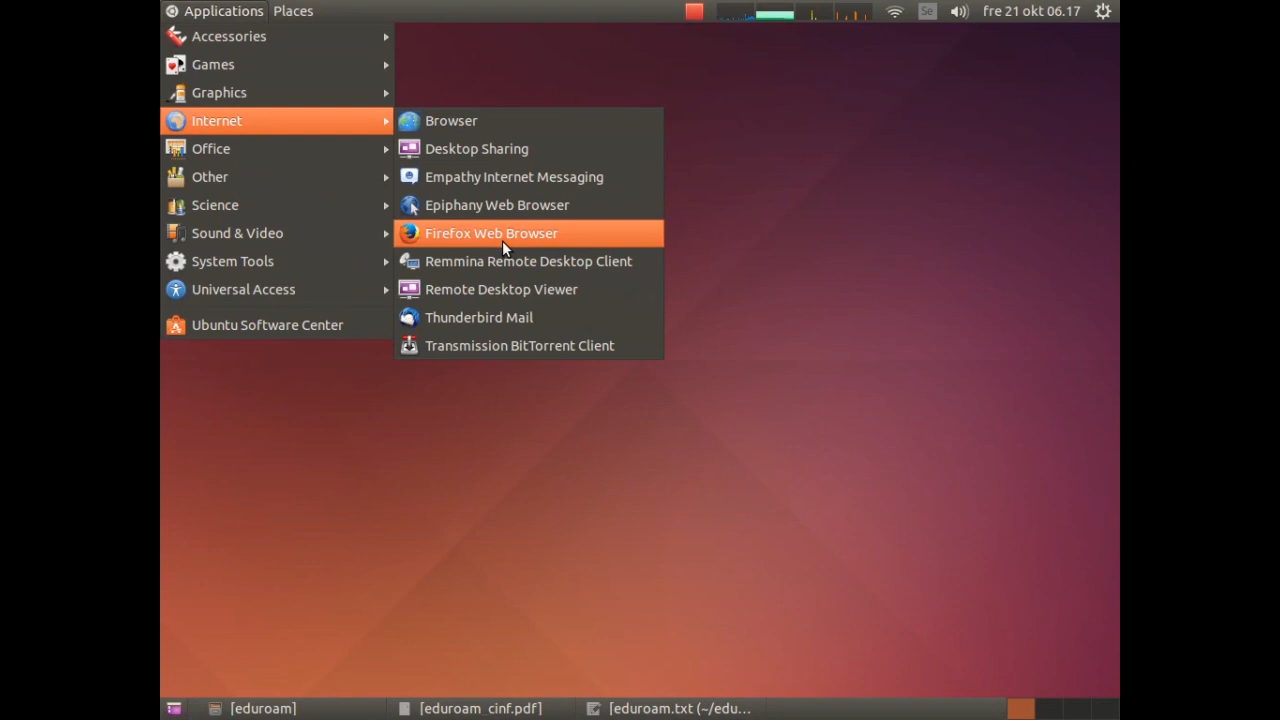 Applications Places Se fre 21 okt 06.17
Accessories
Games
Graphics
Internet
Office
Other
Science
Sound & Video
System Tools
Universal Access
Ubuntu Software Center
Browser
Desktop Sharing
Empathy Internet Messaging
Epiphany Web Browser
Firefox Web Browser
Remmina Remote Desktop Client
Remote Desktop Viewer
Thunderbird Mail
Transmission BitTorrent Client
[eduroam] [eduroam_cinf.pdf] [eduroam.txt (~/edu...